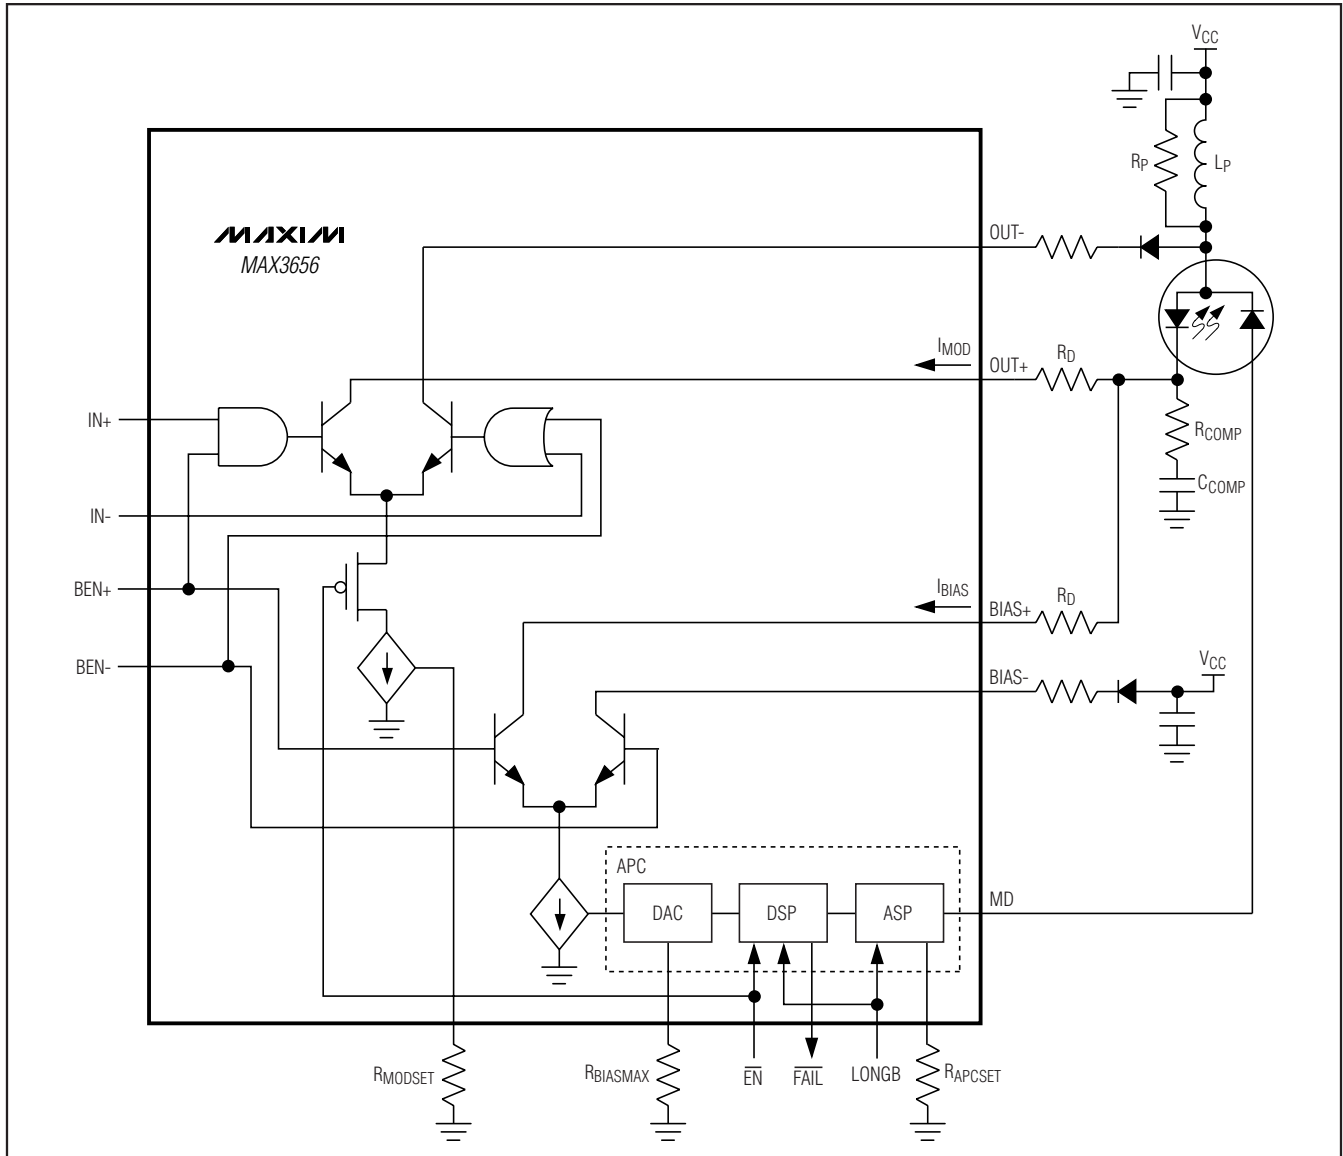 VCC
RP
LP
MAXIM
MAX3656
OUT-
IMOD
OUT+
RD
IN+
RCOMP
CCOMP
IN-
BEN+
IBIAS
BIAS+
RD
BEN-
VCC
BIAS-
APC
DAC
DSP
ASP
MD
RMODSET
RBIASMAX
EN
FAIL
LONGB
RAPCSET